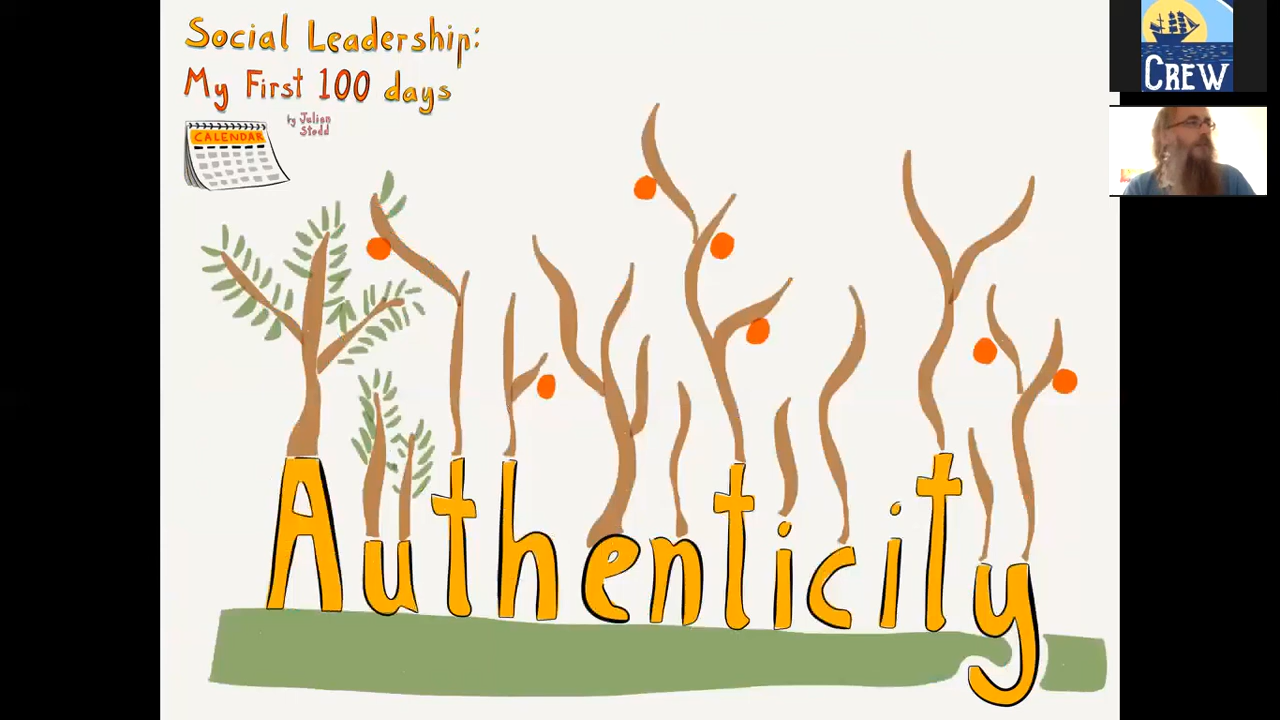 Social Leadership:
My First 100 days
by Julian
Stodd
CALENDAR
CREW
Authenticity